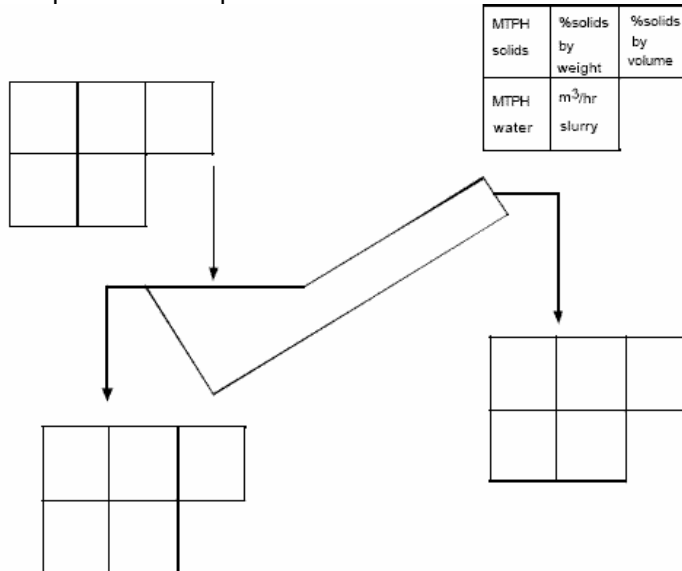 MTPH
solids
%solids
by
weight
%solids
by
volume
MTPH
water
m³/hr
slurry